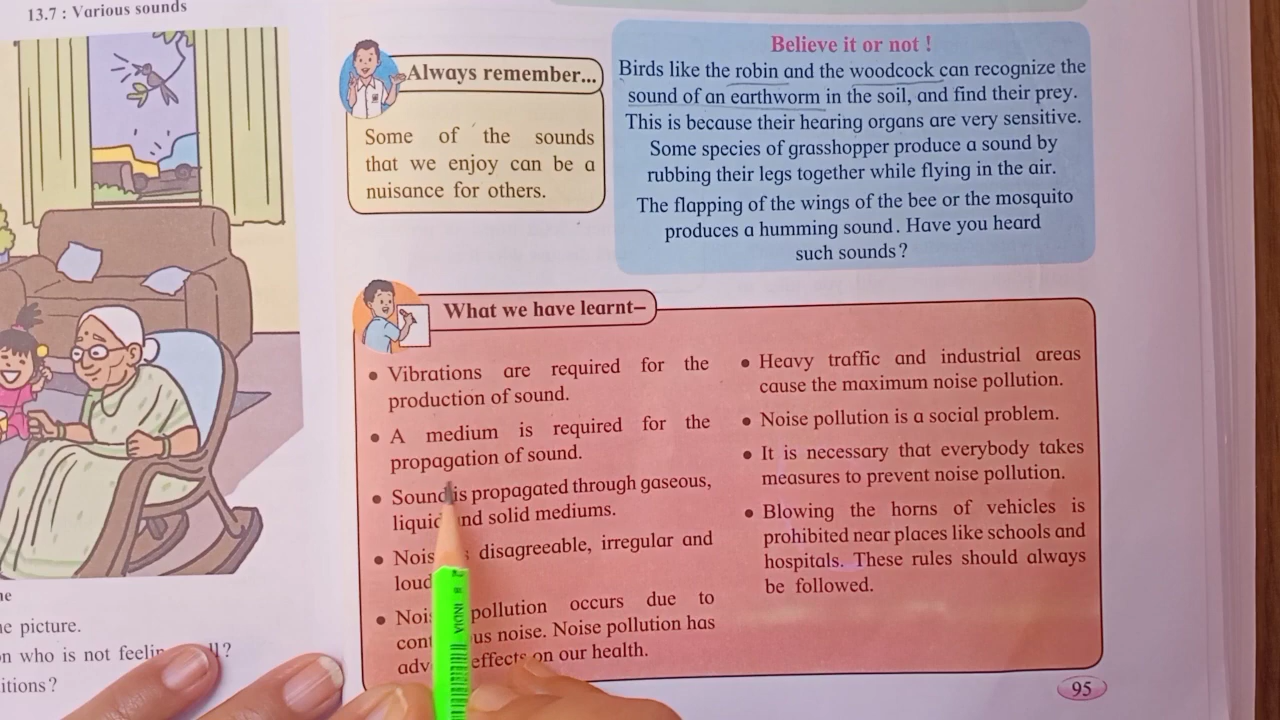 13.7 : Various sounds
Always remember...
Some of the sounds
that we enjoy can be a
nuisance for others.
Believe it or not !
Birds like the robin and the woodcock can recognize the
sound of an earthworm in the soil, and find their prey.
This is because their hearing organs are very sensitive.
Some species of grasshopper produce a sound by
rubbing their legs together while flying in the air.
The flapping of the wings of the bee or the mosquito
produces a humming sound. Have you heard
such sounds?
What we have learnt–
• Vibrations are required for the
production of sound.
• A medium is required for the
propagation of sound.
• Sound is propagated through gaseous,
liquid and solid mediums.
• disagreeable, irregular and
loud
• pollution occurs due to
noise. Noise pollution has
effects on our health.
• Heavy traffic and industrial areas
cause the maximum noise pollution.
• Noise pollution is a social problem.
• It is necessary that everybody takes
measures to prevent noise pollution.
• Blowing the horns of vehicles is
prohibited near places like schools and
hospitals. These rules should always
be followed.
picture.
who is not
95
INDIA